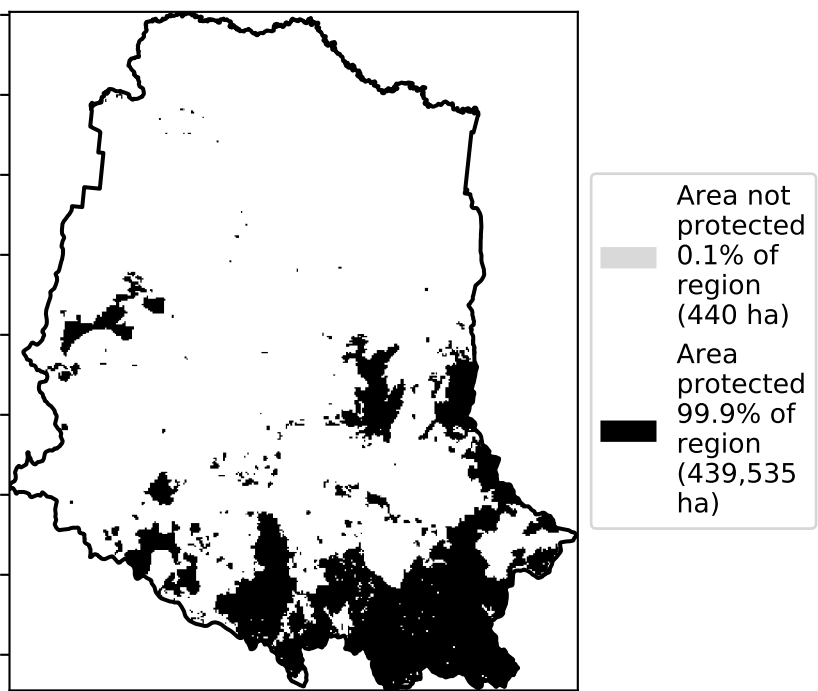 Area not
protected
0.1% of
region
(440 ha)
Area
protected
99.9% of
region
(439,535
ha)